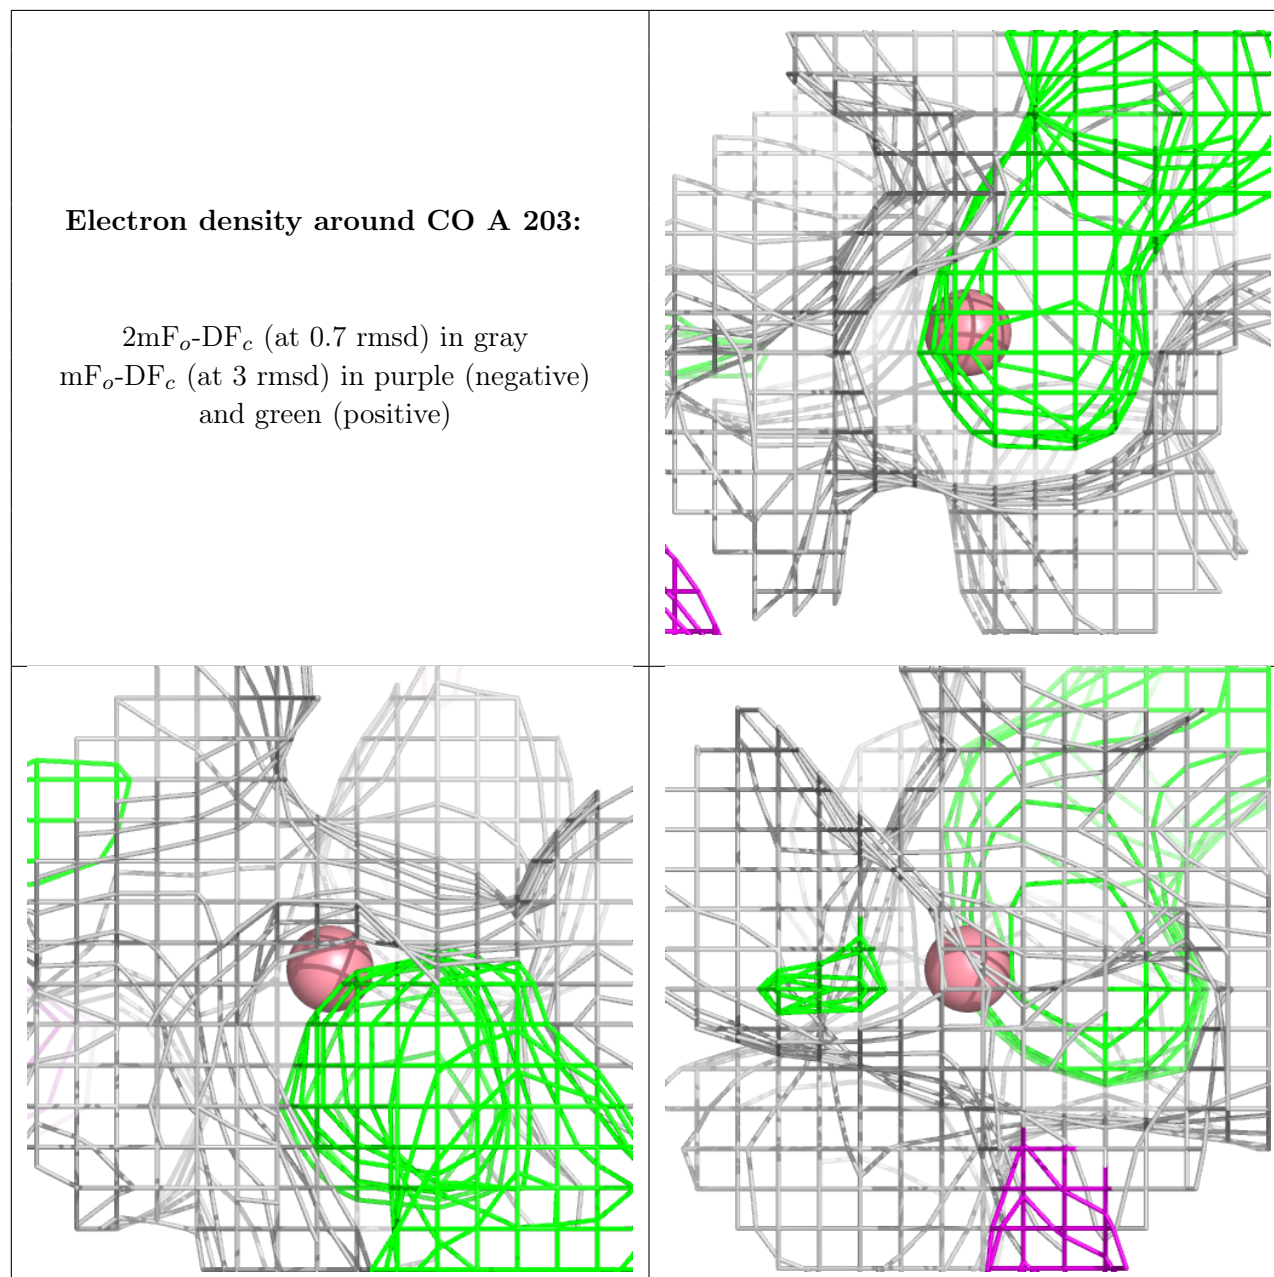 Electron density around CO A 203:
2mFo-DFc (at 0.7 rmsd) in gray
mFo-DFc (at 3 rmsd) in purple (negative)
and green (positive)